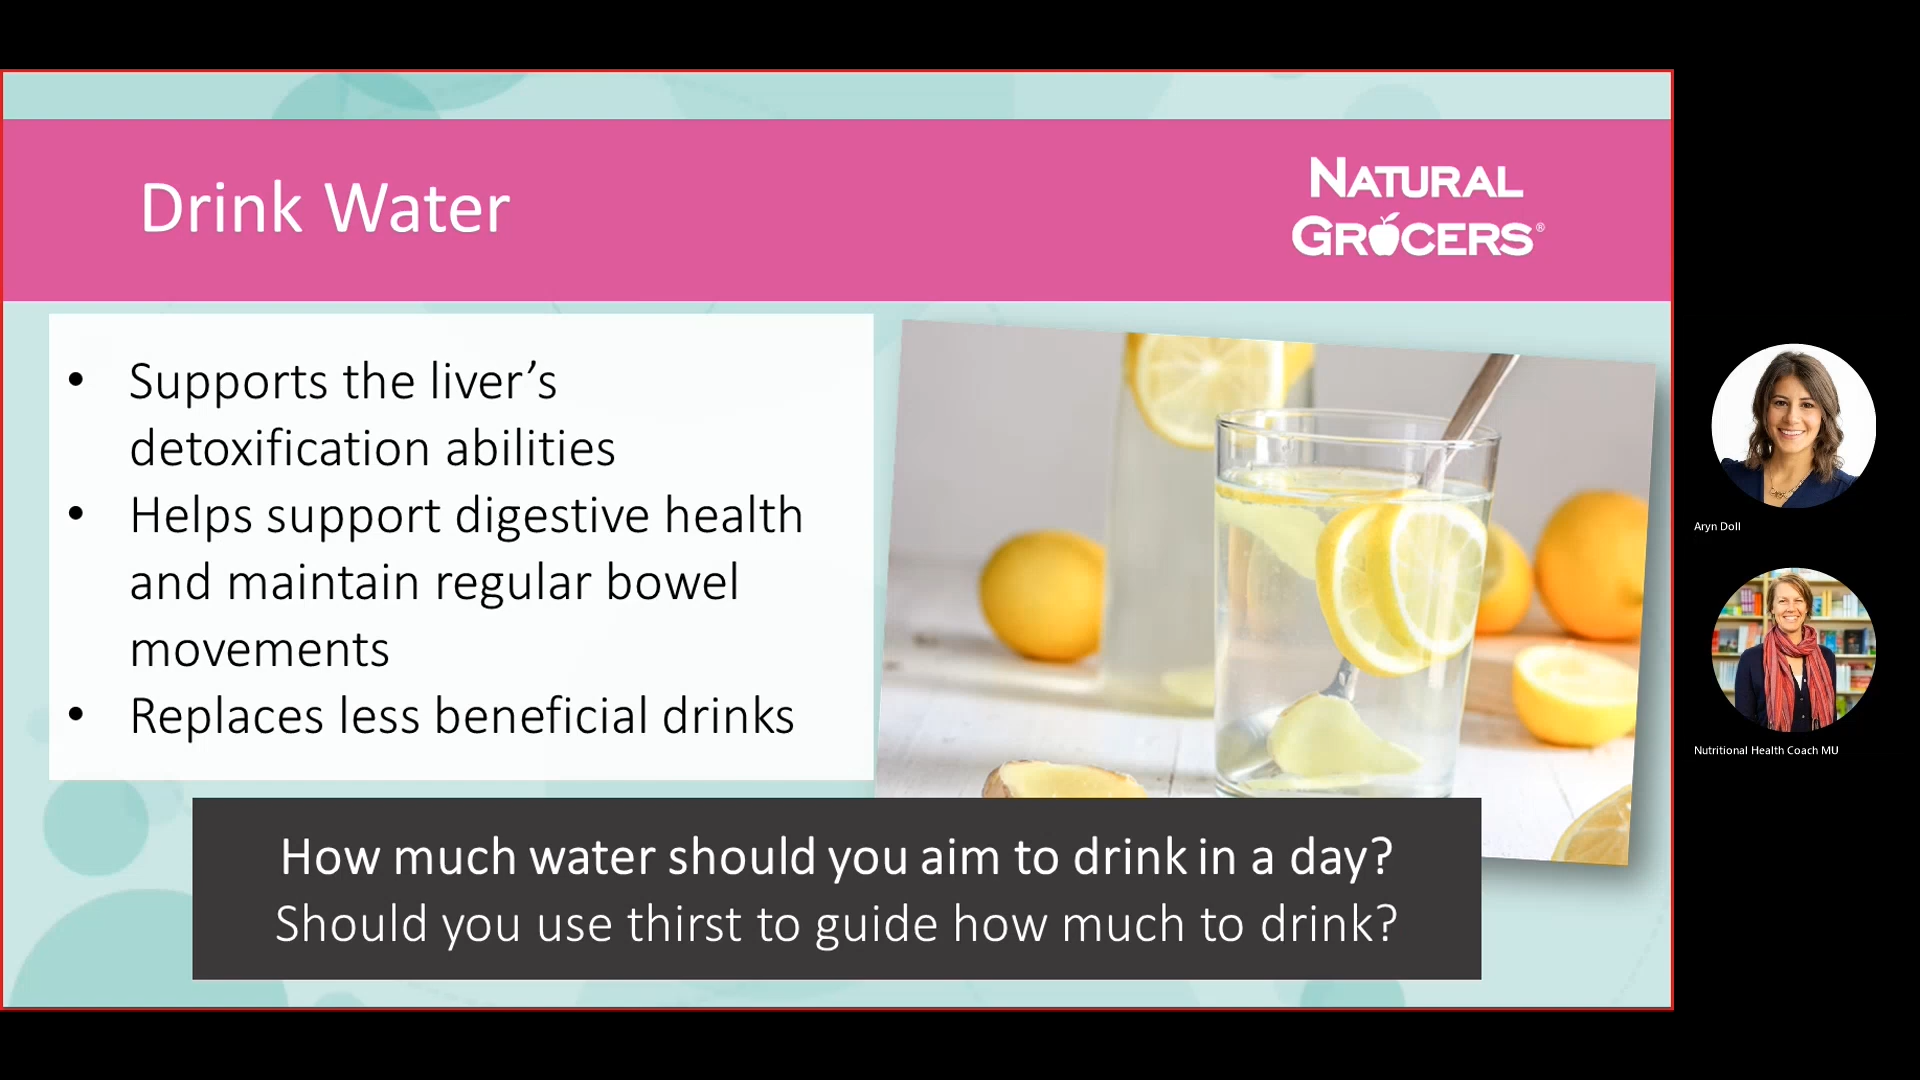 Drink Water
NATURAL
GROCERS®
• Supports the liver’s
detoxification abilities
• Helps support digestive health
and maintain regular bowel
movements
• Replaces less beneficial drinks
How much water should you aim to drink in a day?
Should you use thirst to guide how much to drink?
Aryn Doll
Nutritional Health Coach MU